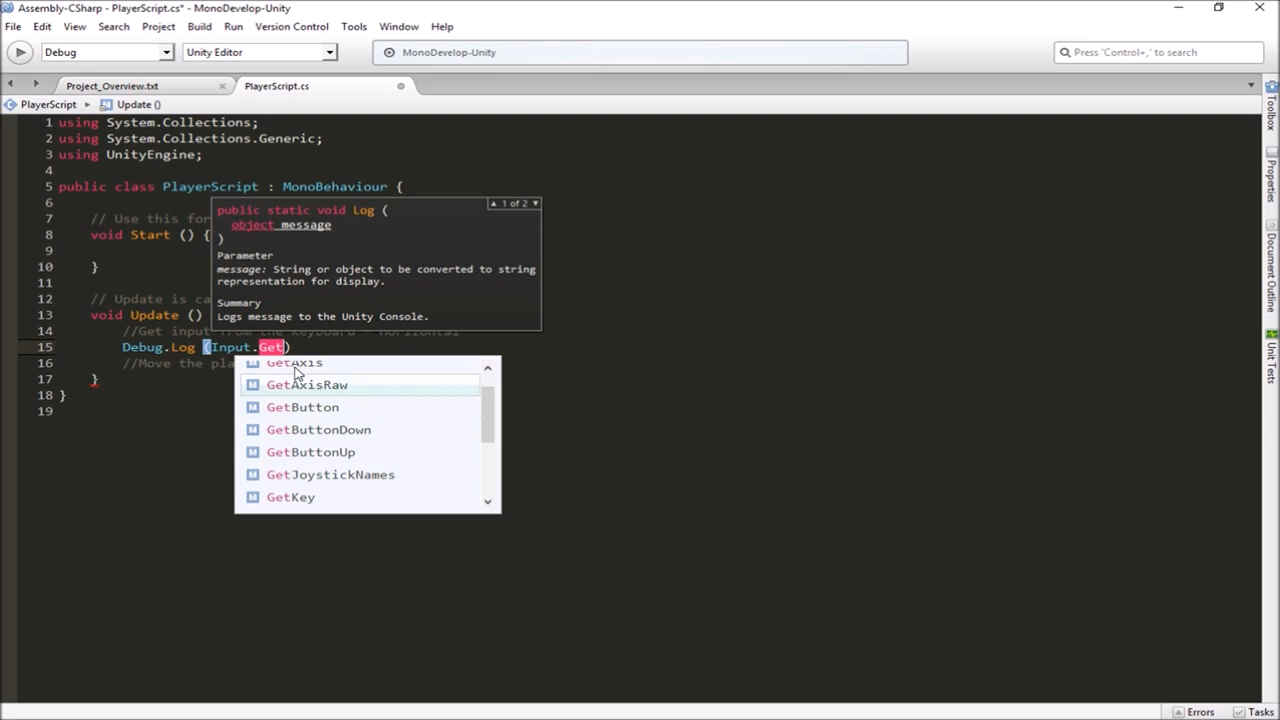 Assembly-CSharp - PlayerScript.cs* - MonoDevelop-Unity
File Edit View Search Project Build Run Version Control Tools Window Help
Debug Unity Editor MonoDevelop-Unity Press 'Control+,' to search
Project_Overview.txt PlayerScript.cs
PlayerScript Update ()
1 using System.Collections;
2 using System.Collections.Generic;
3 using UnityEngine;
4
5 public class PlayerScript : MonoBehaviour {
6
7 // Use this for
8 void Start () {
9
10 }
11
12 // Update is ca
13 void Update ()
14 //Get input from the keyboard - Horizontal
15 Debug.Log (Input.Get)
16 //Move the pla
17 }
18 }
19
public static void Log (
1 of 2
object message
)
Parameter
message: String or object to be converted to string
representation for display.
Summary
Logs message to the Unity Console.
GetAxis
GetAxisRaw
GetButton
GetButtonDown
GetButtonUp
GetJoystickNames
GetKey
Toolbox
Properties
Document Outline
Unit Tests
Errors Tasks